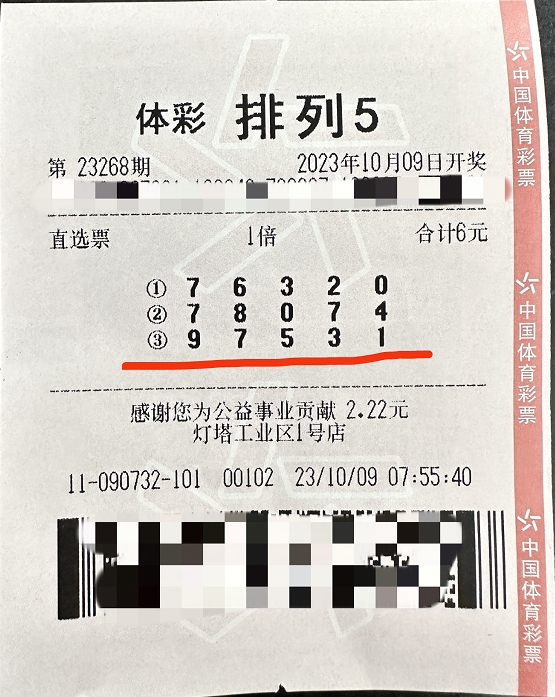 体彩 排列5
第 23268期 2023年10月09日开奖
直选票 1倍 合计6元
① 7 6 3 2 0
② 7 8 0 7 4
③ 9 7 5 3 1
感谢您为公益事业贡献 2.22元
灯塔工业区1号店
11-090732-101 00102 23/10/09 07:55:40
中国体育彩票
中国体育彩票
中国体育彩票